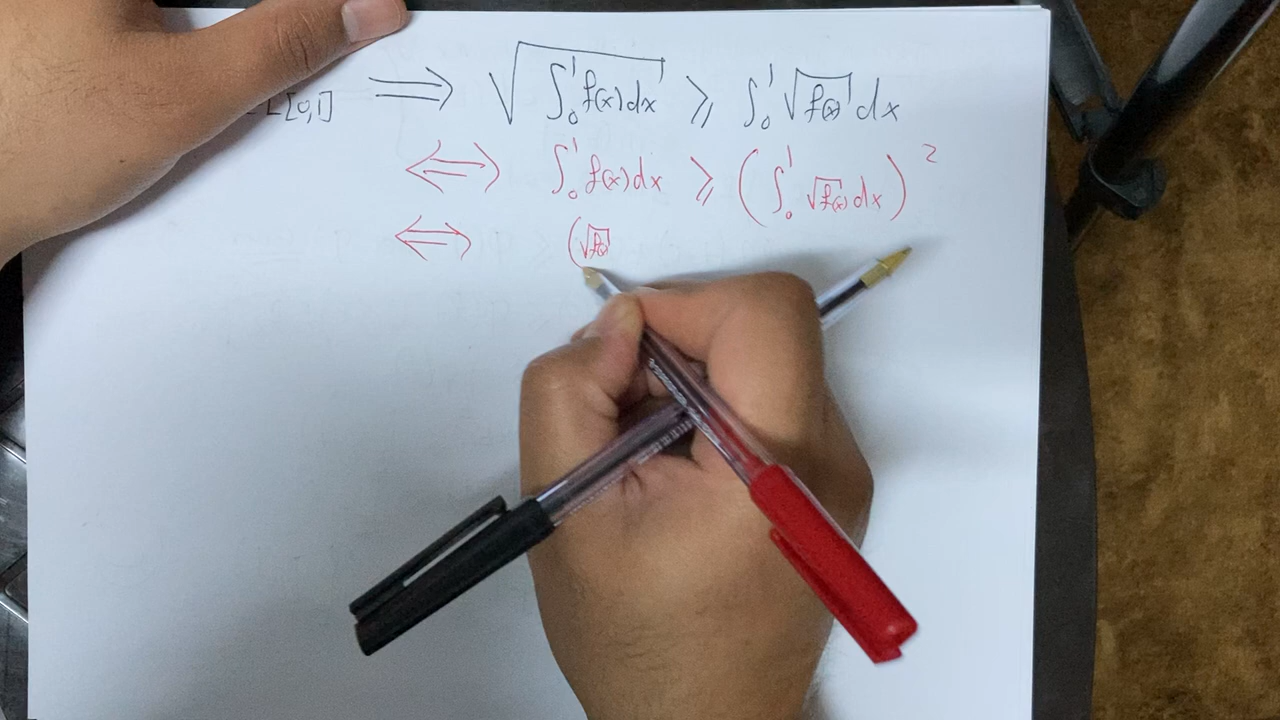 [0,1] ⟹ √(∫₀¹ f(x)dx) ⩾ ∫₀¹ √f(x) dx
⟺ ∫₀¹ f(x)dx ⩾ (∫₀¹ √f(x) dx)²
⟺ (√f(x)